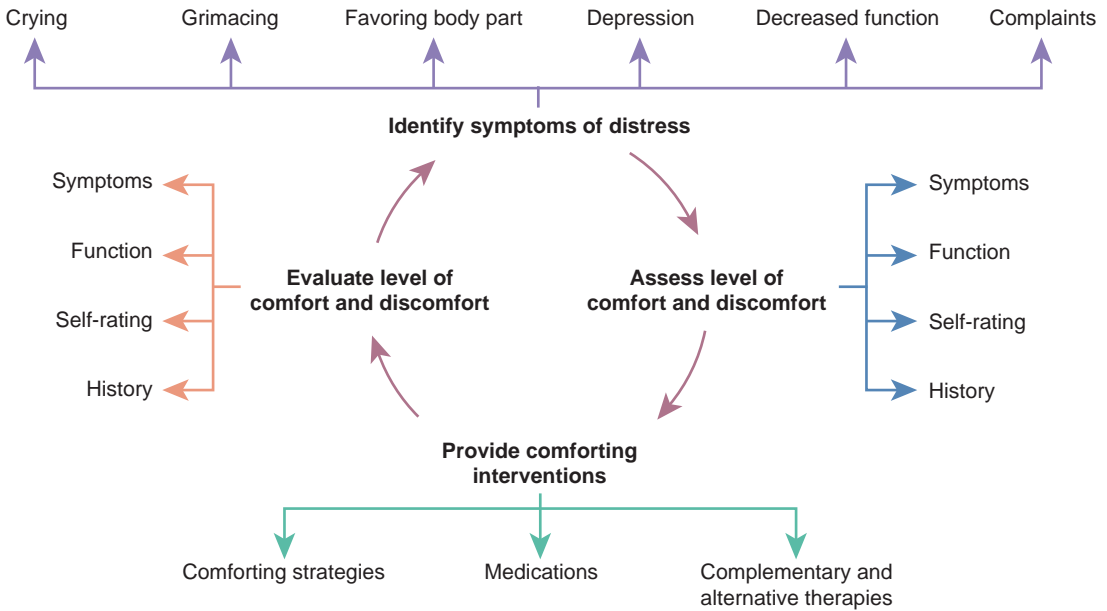 Crying
Grimacing
Favoring body part
Depression
Decreased function
Complaints
Identify symptoms of distress
Symptoms
Function
Self-rating
History
Evaluate level of
comfort and discomfort
Assess level of
comfort and discomfort
Symptoms
Function
Self-rating
History
Provide comforting
interventions
Comforting strategies
Medications
Complementary and
alternative therapies